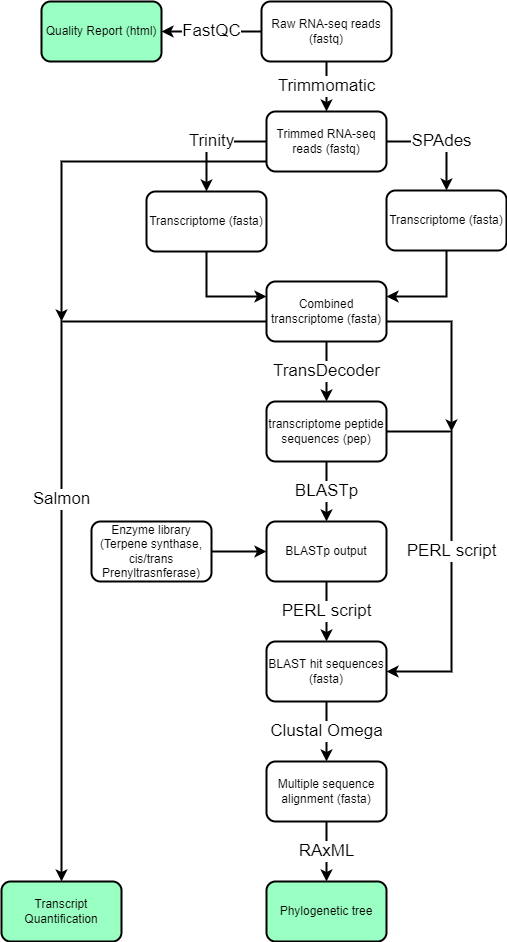 Quality Report (html)
FastQC
Raw RNA-seq reads
(fastq)
Trimmomatic
Trinity
Trimmed RNA-seq
reads (fastq)
SPAdes
Transcriptome (fasta)
Transcriptome (fasta)
Combined
transcriptome (fasta)
TransDecoder
transcriptome peptide
sequences (pep)
Salmon
BLASTp
Enzyme library
(Terpene synthase,
cis/trans
Prenyltrasnferase)
BLASTp output
PERL script
PERL script
BLAST hit sequences
(fasta)
Clustal Omega
Multiple sequence
alignment (fasta)
RAxML
Transcript
Quantification
Phylogenetic tree